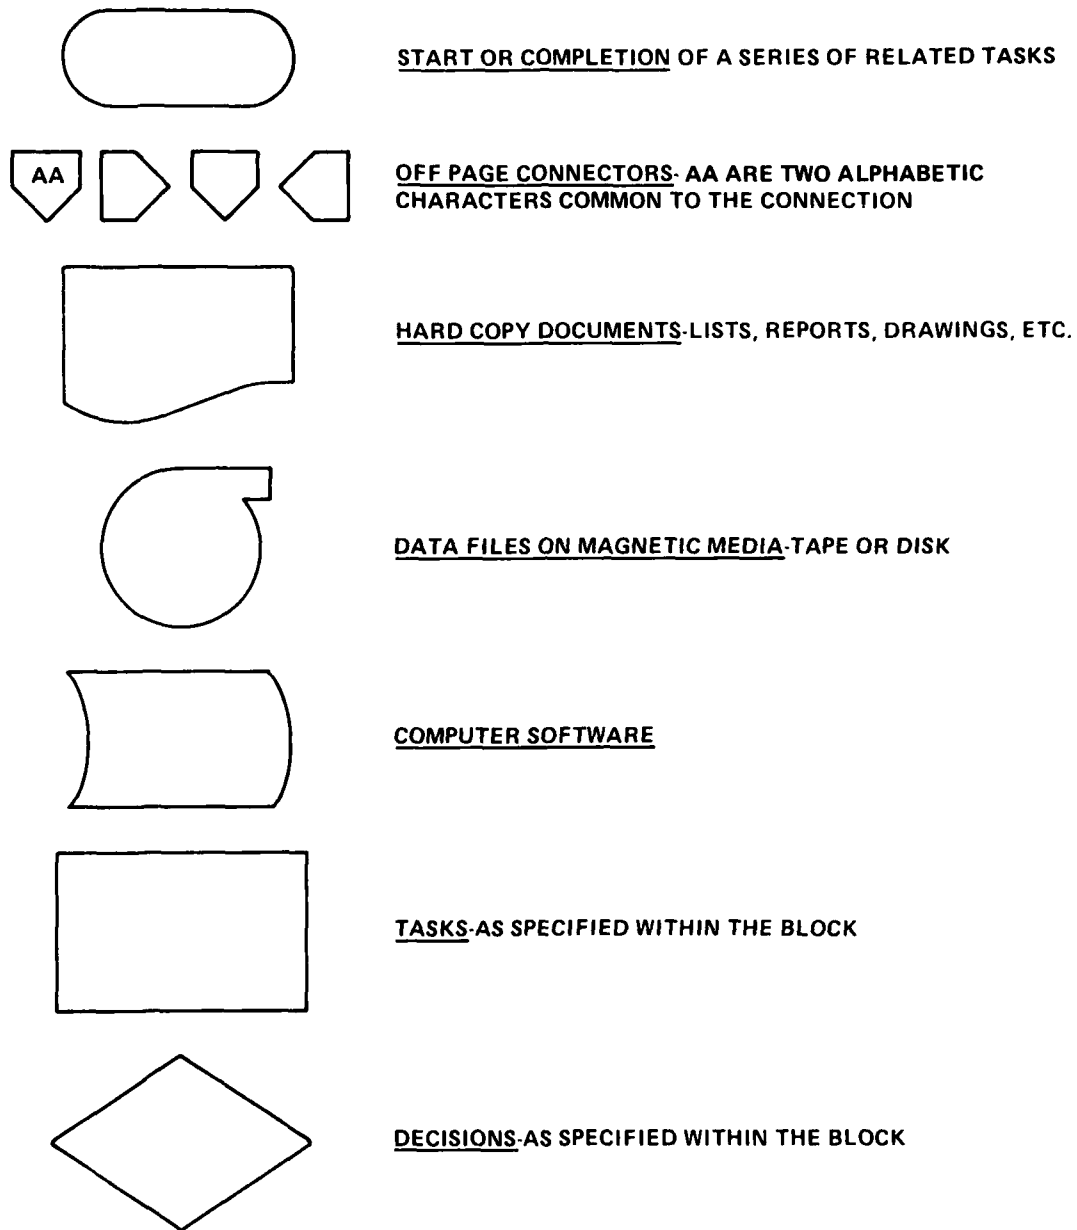 START OR COMPLETION OF A SERIES OF RELATED TASKS
AA
OFF PAGE CONNECTORS- AA ARE TWO ALPHABETIC
CHARACTERS COMMON TO THE CONNECTION
HARD COPY DOCUMENTS-LISTS, REPORTS, DRAWINGS, ETC.
DATA FILES ON MAGNETIC MEDIA-TAPE OR DISK
COMPUTER SOFTWARE
TASKS-AS SPECIFIED WITHIN THE BLOCK
DECISIONS-AS SPECIFIED WITHIN THE BLOCK